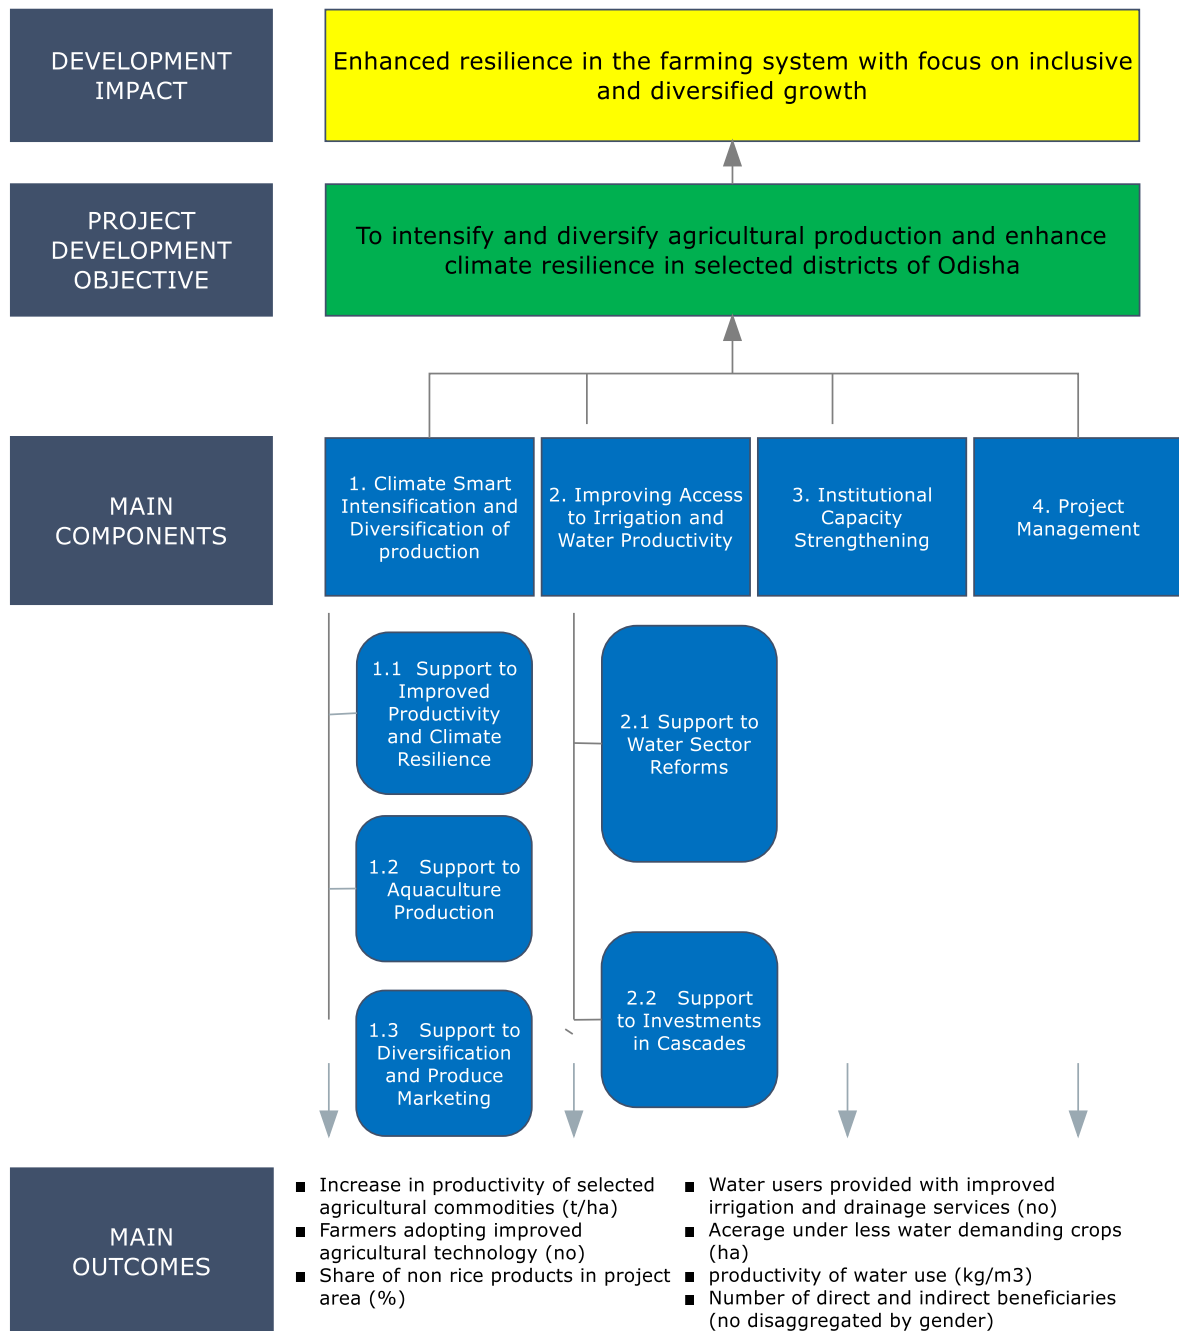 DEVELOPMENT
IMPACT
Enhanced resilience in the farming system with focus on inclusive
and diversified growth
PROJECT
DEVELOPMENT
OBJECTIVE
To intensify and diversify agricultural production and enhance
climate resilience in selected districts of Odisha
MAIN
COMPONENTS
1. Climate Smart
Intensification and
Diversification of
production
2. Improving Access
to Irrigation and
Water Productivity
3. Institutional
Capacity
Strengthening
4. Project
Management
1.1 Support to
Improved
Productivity
and Climate
Resilience
1.2 Support to
Aquaculture
Production
1.3 Support to
Diversification
and Produce
Marketing
2.1 Support to
Water Sector
Reforms
2.2 Support
to Investments
in Cascades
MAIN
OUTCOMES
▪ Increase in productivity of selected
agricultural commodities (t/ha)
▪ Farmers adopting improved
agricultural technology (no)
▪ Share of non rice products in project
area (%)
▪ Water users provided with improved
irrigation and drainage services (no)
▪ Acerage under less water demanding crops
(ha)
▪ productivity of water use (kg/m3)
▪ Number of direct and indirect beneficiaries
(no disaggregated by gender)